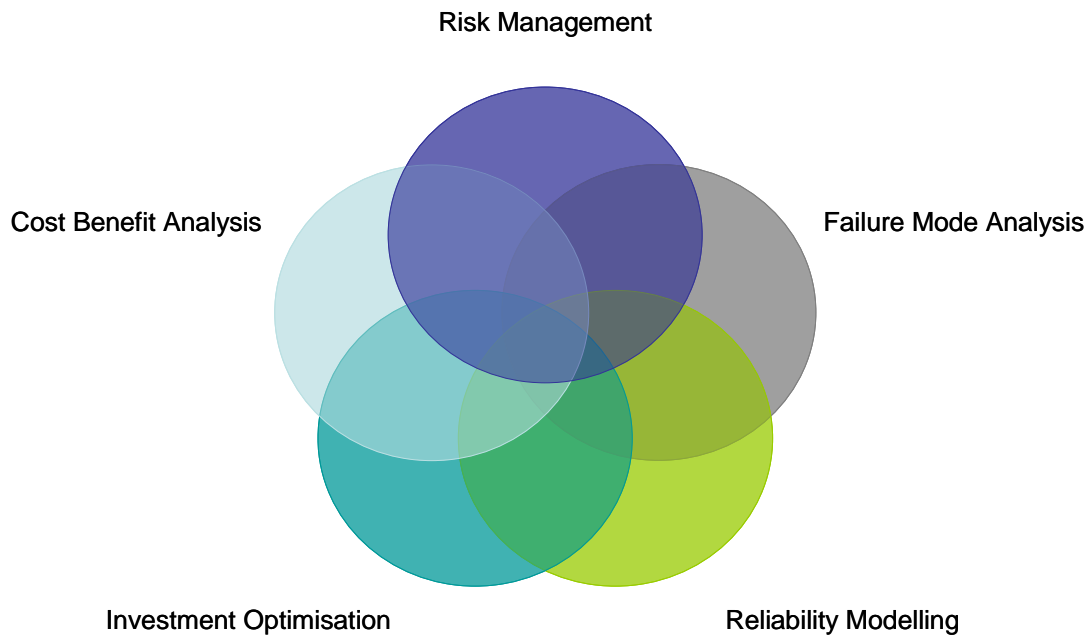 Risk Management
Cost Benefit Analysis
Failure Mode Analysis
Investment Optimisation
Reliability Modelling